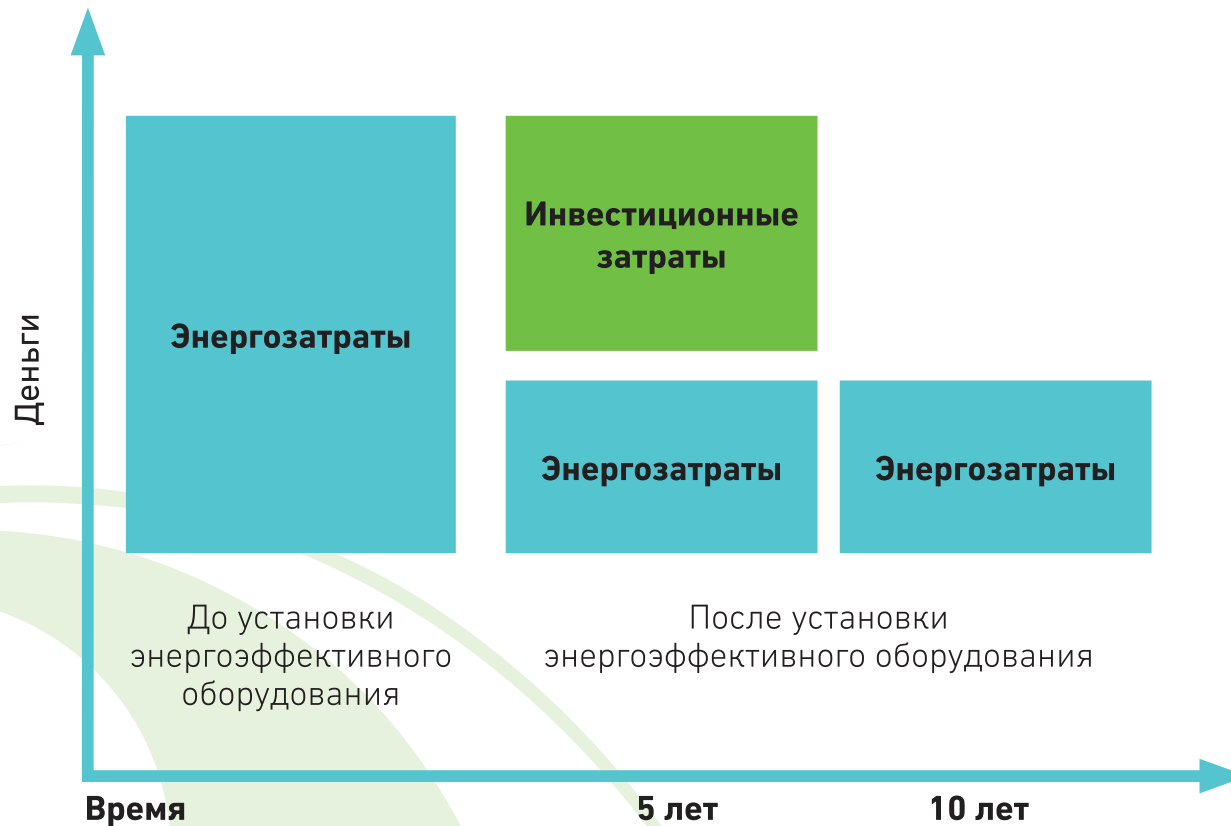 Деньги
Энергозатраты
Инвестиционные
затраты
Энергозатраты
Энергозатраты
До установки
энергоэффективного
оборудования
После установки
энергоэффективного оборудования
Время
5 лет
10 лет